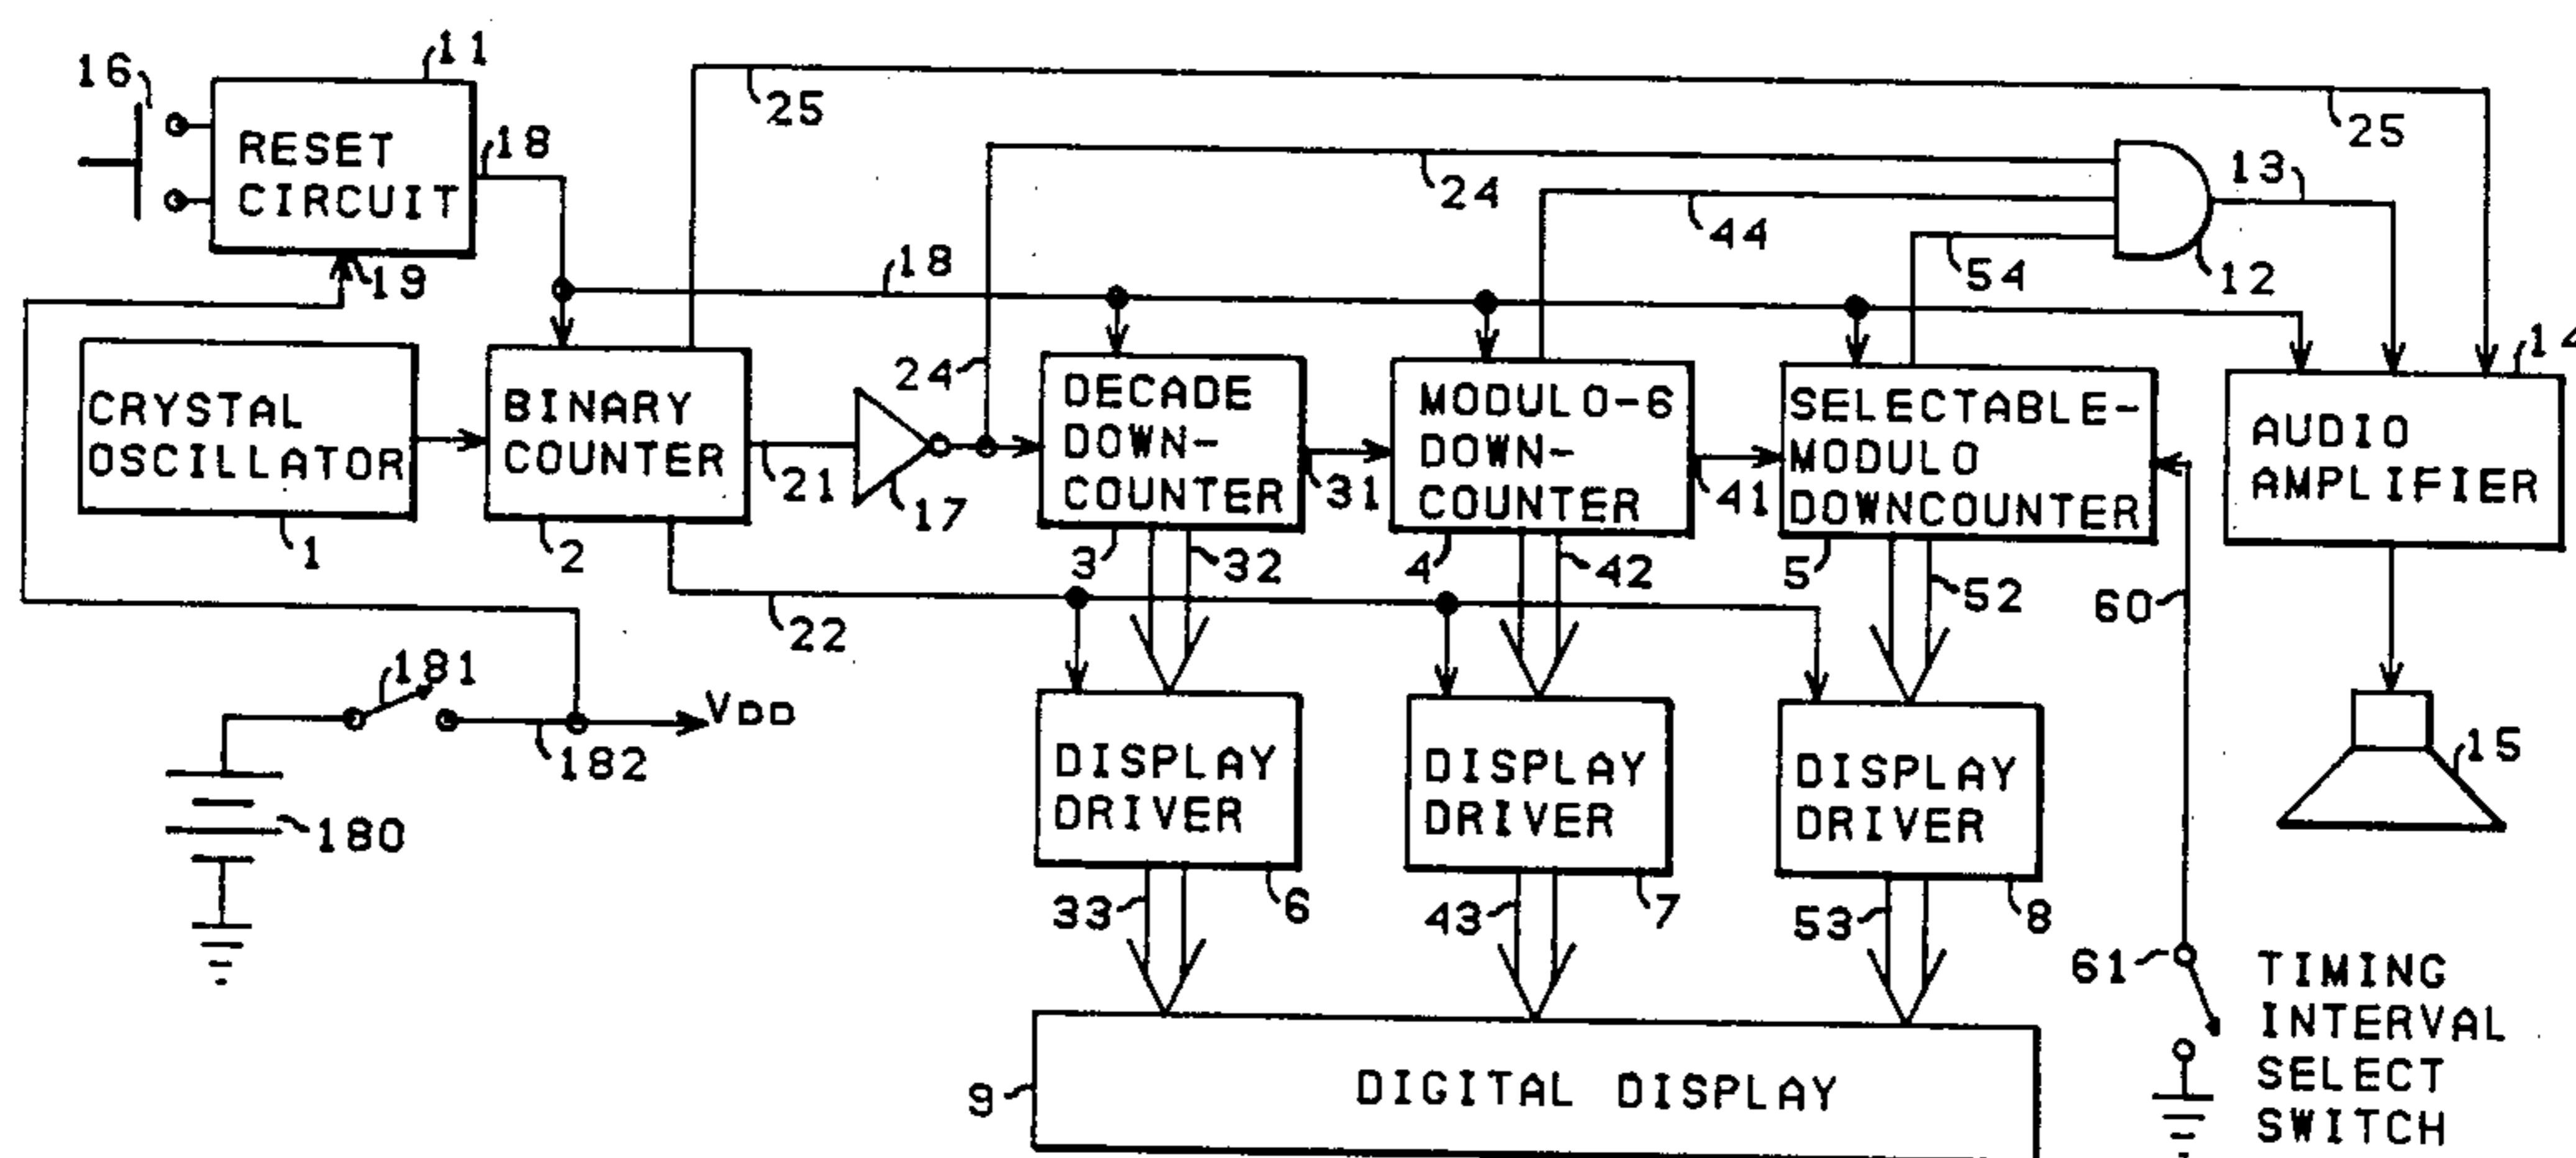 11
16
RESET
CIRCUIT
18
19
25
25
24
44
54
13
12
18
CRYSTAL
OSCILLATOR
1
BINARY
COUNTER
2
21
17
24
DECADE
DOWN-
COUNTER
3
31
32
MODULO-6
DOWN-
COUNTER
4
41
42
SELECTABLE-
MODULO
DOWNCOUNTER
5
52
60
14
AUDIO
AMPLIFIER
15
22
181
VDD
182
180
DISPLAY
DRIVER
6
33
DISPLAY
DRIVER
7
43
DISPLAY
DRIVER
8
53
61
TIMING
INTERVAL
SELECT
SWITCH
9
DIGITAL DISPLAY